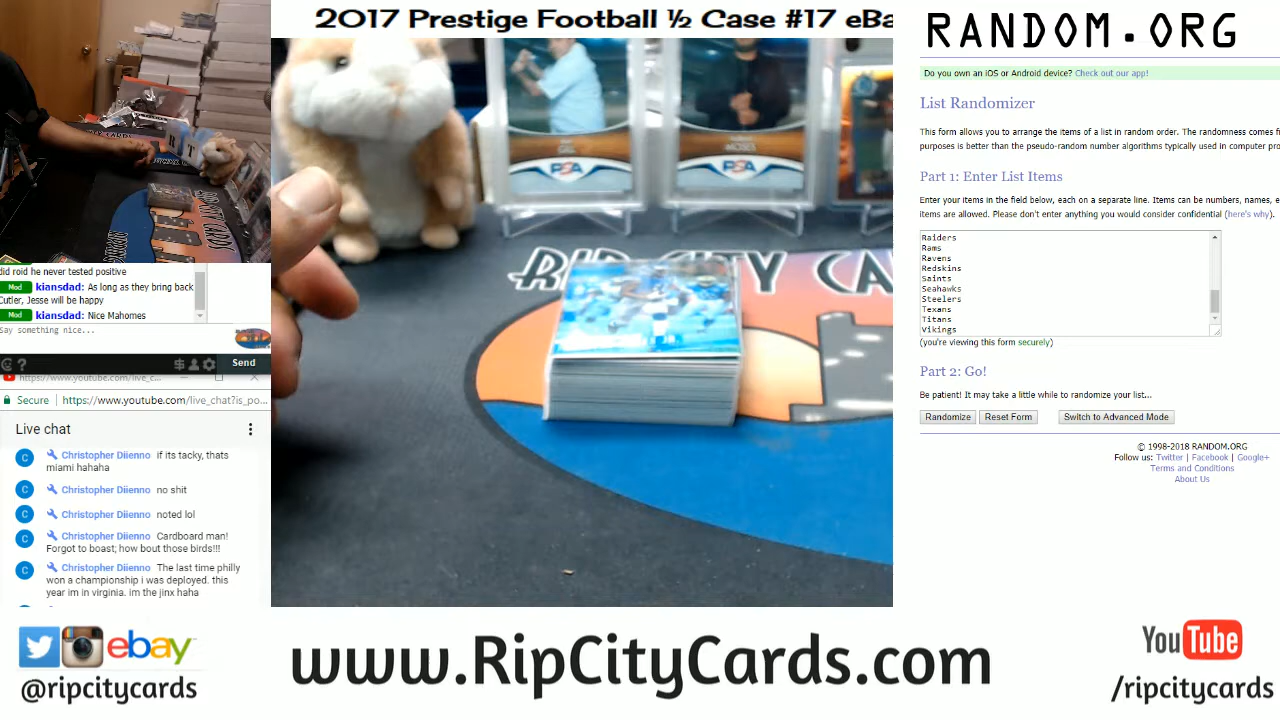 2017 Prestige Football ½ Case #17 eBa
RANDOM.ORG
Do you own an iOS or Android device? Check out our app!
List Randomizer
This form allows you to arrange the items of a list in random order. The randomness comes f
purposes is better than the pseudo-random number algorithms typically used in computer pro
Part 1: Enter List Items
Enter your items in the field below, each on a separate line. Items can be numbers, names, e
items are allowed. Please don't enter anything you would consider confidential (here's why).
Raiders
Rams
Ravens
Redskins
Saints
Seahawks
Steelers
Texans
Titans
Vikings
(you're viewing this form securely)
Part 2: Go!
Be patient! It may take a little while to randomize your list...
Randomize
Reset Form
Switch to Advanced Mode
© 1998-2018 RANDOM.ORG
Follow us: Twitter | Facebook | Google+
Terms and Conditions
About Us
did roid he never tested positive
Mod kiansdad: As long as they bring back
Cutler, Jesse will be happy
Mod kiansdad: Nice Mahomes
Say something nice...
Send
https://www.youtube.com/live_c...
Secure https://www.youtube.com/live_chat?is_po...
Live chat
C Christopher Diienno if its tacky, thats
miami hahaha
C Christopher Diienno no shit
C Christopher Diienno noted lol
C Christopher Diienno Cardboard man!
Forgot to boast; how bout those birds!!!
C Christopher Diienno The last time philly
won a championship i was deployed. this
year im in virginia. im the jinx haha
MOSES
RIP CITY CA
ebay
@ripcitycards
www.RipCityCards.com
YouTube
/ripcitycards